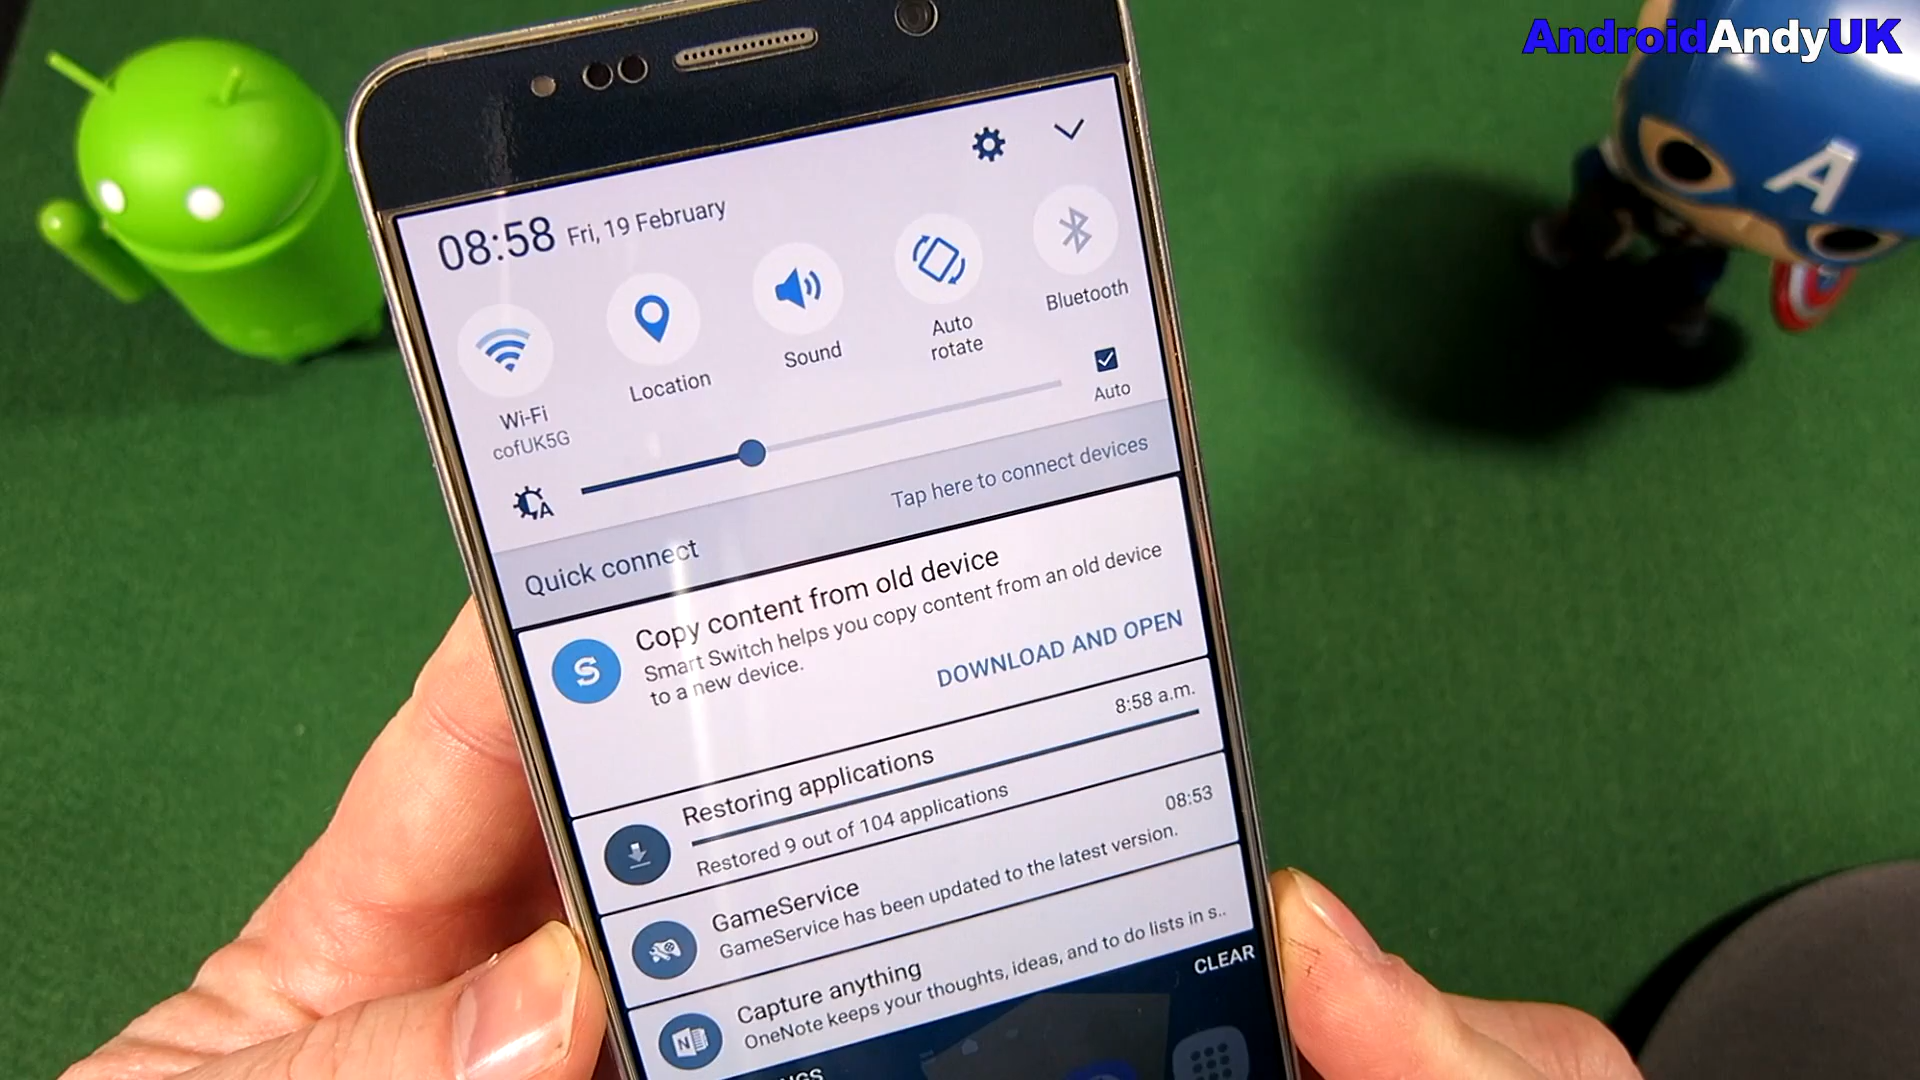 AndroidAndyUK
A
08:58 Fri, 19 February
Wi-Fi
cofUK5G
Location
Sound
Auto
rotate
Bluetooth
A
Auto
Quick connect
Tap here to connect devices
S
Copy content from old device
Smart Switch helps you copy content from an old device
to a new device.
DOWNLOAD AND OPEN
Restoring applications
8:58 a.m.
Restored 9 out of 104 applications
GameService
08:53
GameService has been updated to the latest version.
N
Capture anything
OneNote keeps your thoughts, ideas, and to do lists in s..
CLEAR